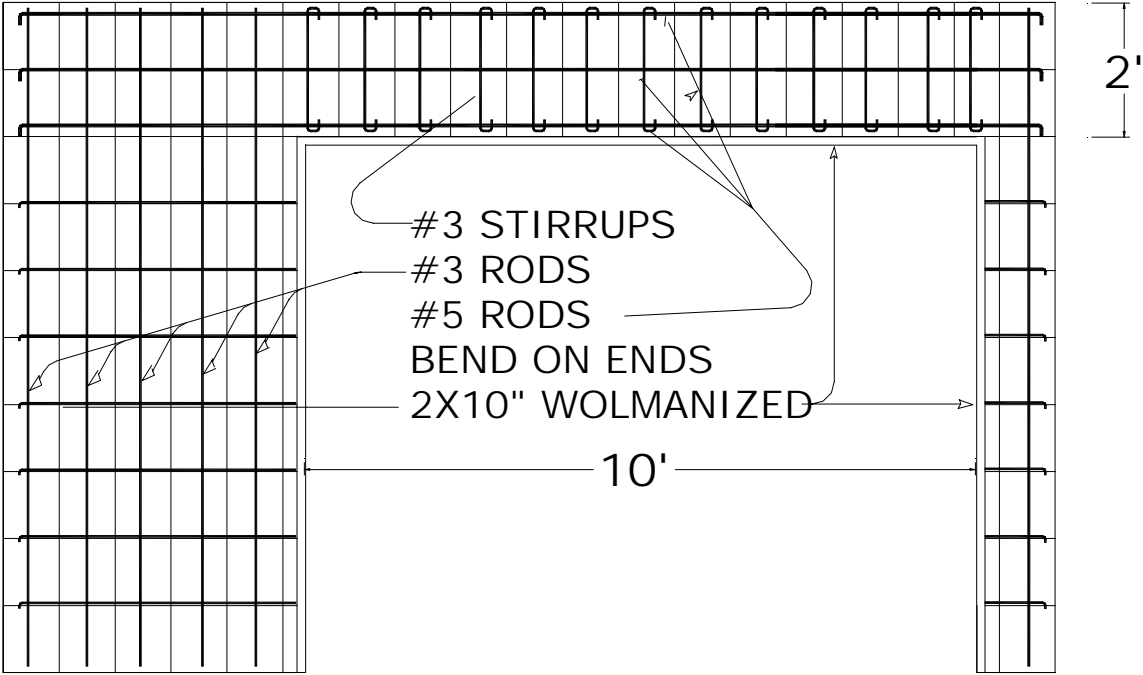 2'
#3 STIRRUPS
#3 RODS
#5 RODS
BEND ON ENDS
2X10" WOLMANIZED
10'